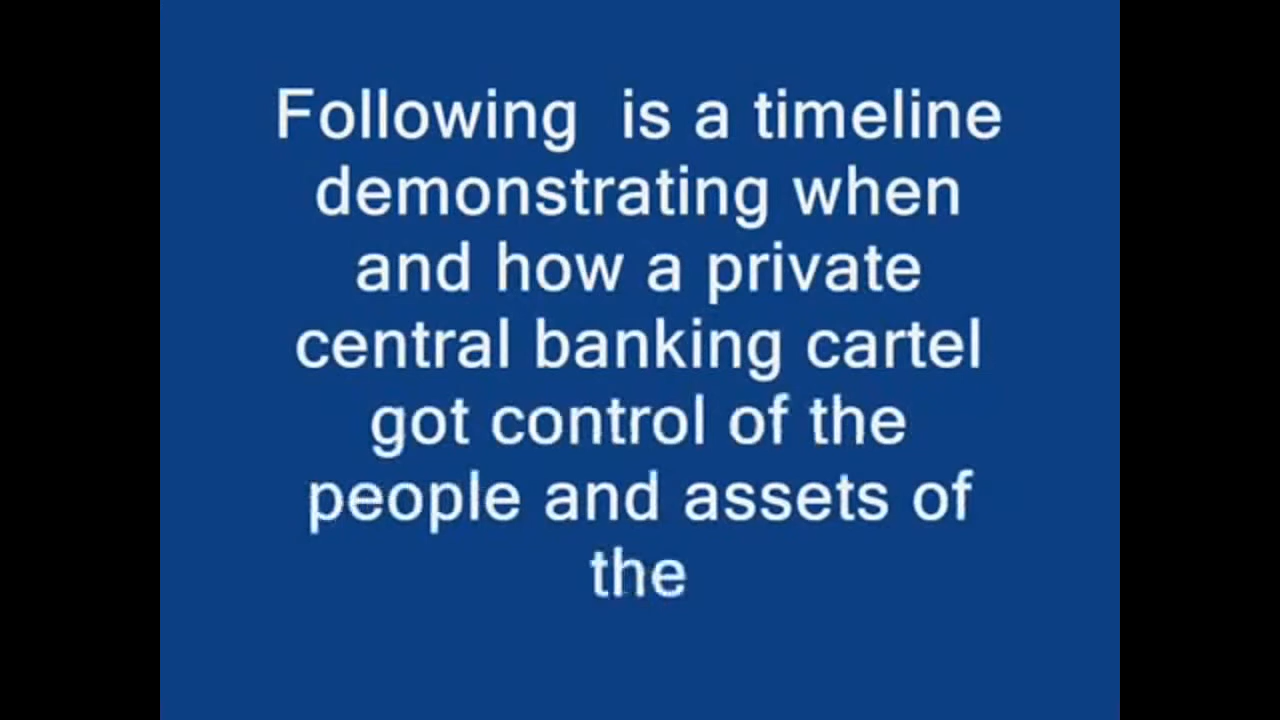 Following  is a timeline
demonstrating when
and how a private
central banking cartel
got control of the
people and assets of
the